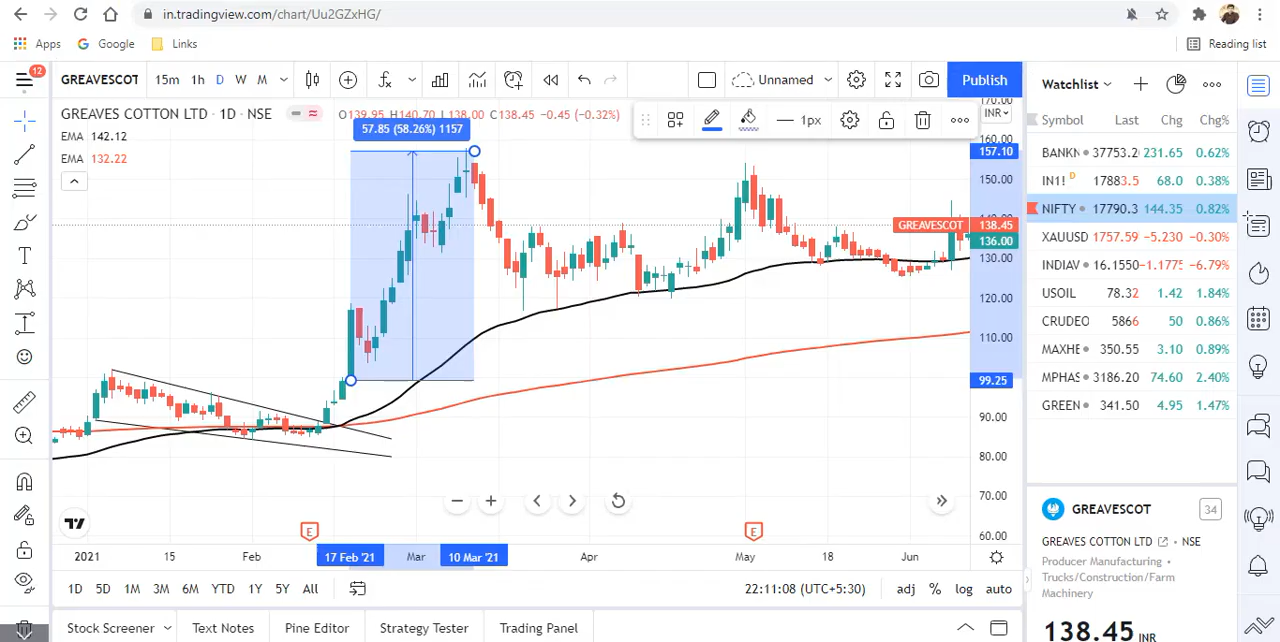 in.tradingview.com/chart/Uu2GZxHG/
Apps Google Links Reading list
12
GREAVESCOT 15m 1h D W M Unnamed Publish
Watchlist
GREAVES COTTON LTD · 1D · NSE O139.95 H140.70 L138.00 C138.45 -0.45 (-0.32%)
1px
EMA 142.12
EMA 132.22
57.85 (58.26%) 1157
170.00
INR
160.00
157.10
150.00
140.00
GREAVESCOT 138.45
136.00
130.00
120.00
110.00
99.25
90.00
80.00
70.00
60.00
E E
2021 15 Feb 17 Feb '21 Mar 10 Mar '21 Apr May 18 Jun
1D 5D 1M 3M 6M YTD 1Y 5Y All 22:11:08 (UTC+5:30) adj % log auto
Stock Screener Text Notes Pine Editor Strategy Tester Trading Panel
Symbol Last Chg Chg%
BANKN 37753.2 231.65 0.62%
IN1! D 17883.5 68.0 0.38%
NIFTY 17790.3 144.35 0.82%
XAUUSD 1757.59 -5.230 -0.30%
INDIAV 16.1550 -1.1775 -6.79%
USOIL 78.32 1.42 1.84%
CRUDEO 5866 50 0.86%
MAXHE 350.55 3.10 0.89%
MPHAS 3186.20 74.60 2.40%
GREEN 341.50 4.95 1.47%
GREAVESCOT 34
GREAVES COTTON LTD · NSE
Producer Manufacturing •
Trucks/Construction/Farm
Machinery
138.45 INR